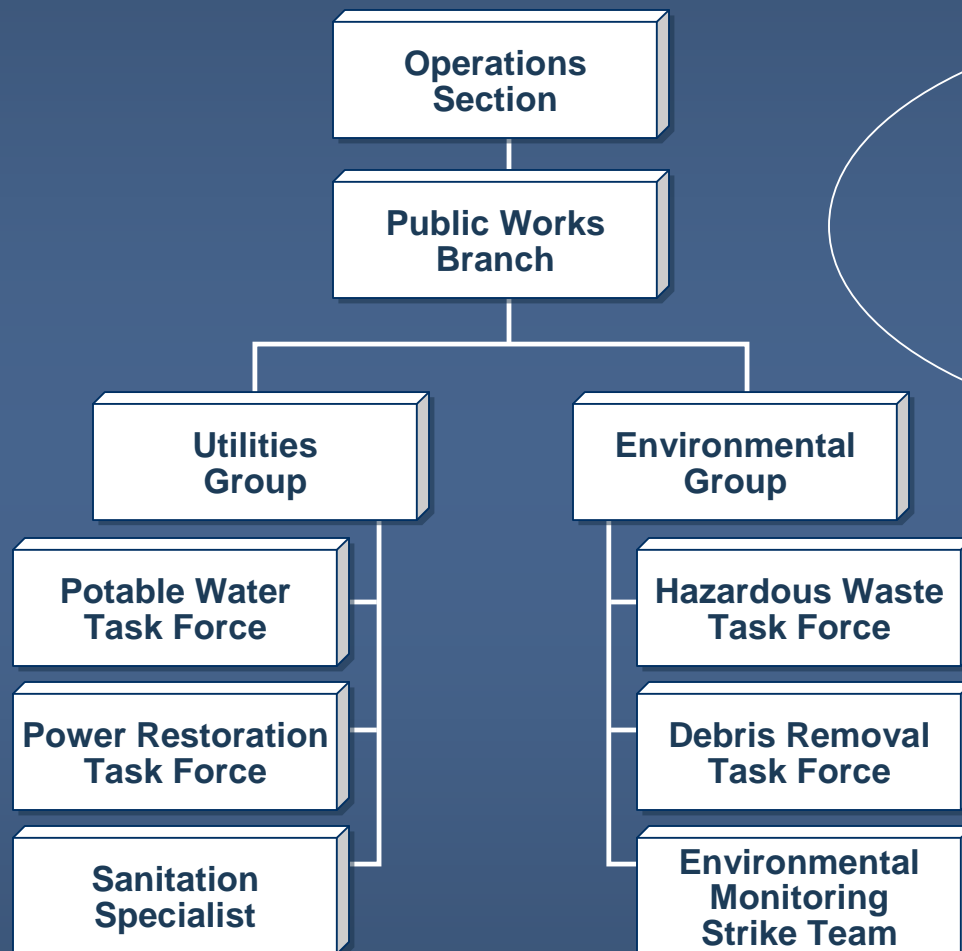 Operations
Section
Public Works
Branch
Utilities
Group
Environmental
Group
Potable Water
Task Force
Hazardous Waste
Task Force
Power Restoration
Task Force
Debris Removal
Task Force
Sanitation
Specialist
Environmental
Monitoring
Strike Team